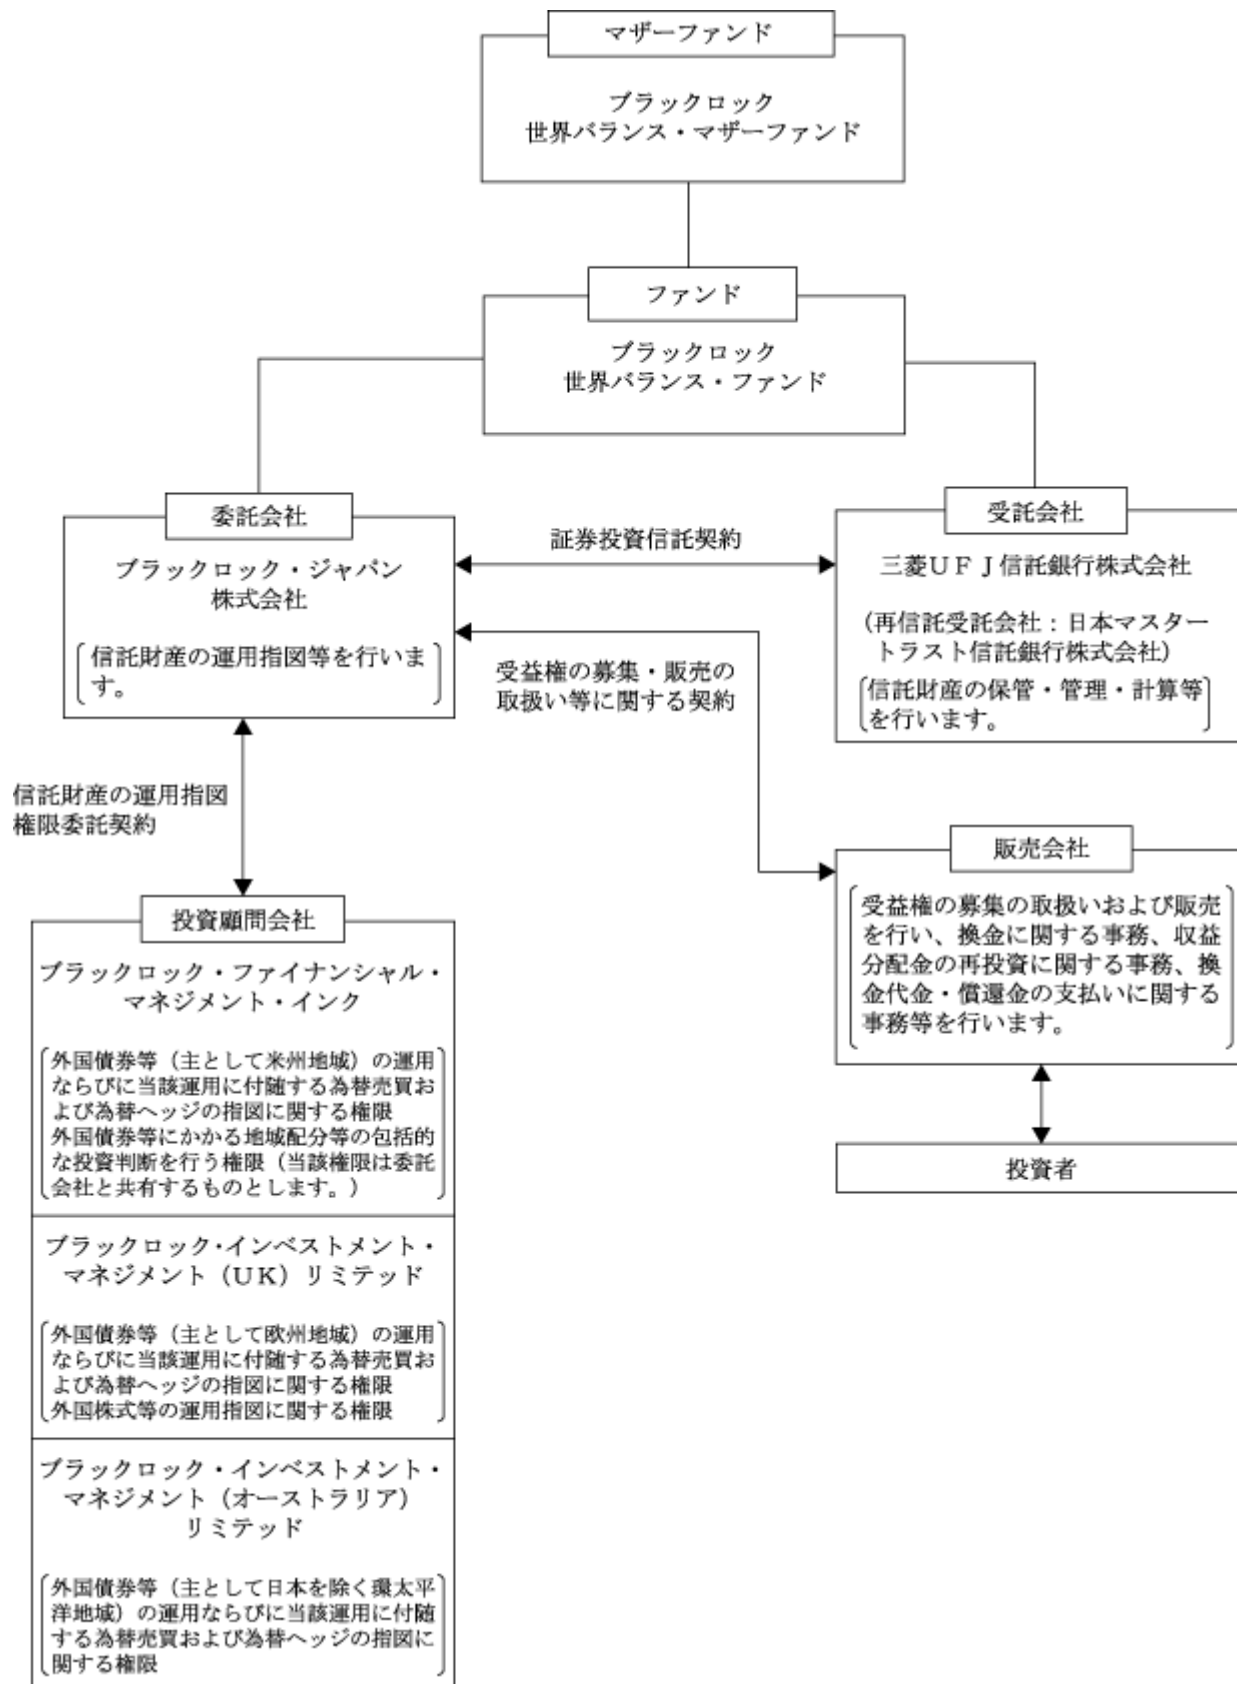 マザーファンド
ブラックロック
世界バランス・マザーファンド
ファンド
ブラックロック
世界バランス・ファンド
委託会社
ブラックロック・ジャパン
株式会社
信託財産の運用指図等を行いま
す。
証券投資信託契約
受益権の募集・販売の
取扱い等に関する契約
受託会社
三菱ＵＦＪ信託銀行株式会社
（再信託受託会社：日本マスター
トラスト信託銀行株式会社）
信託財産の保管・管理・計算等
を行います。
信託財産の運用指図
権限委託契約
販売会社
受益権の募集の取扱いおよび販売
を行い、換金に関する事務、収益
分配金の再投資に関する事務、換
金代金・償還金の支払いに関する
事務等を行います。
投資者
投資顧問会社
ブラックロック・ファイナンシャル・
マネジメント・インク
外国債券等（主として米州地域）の運用
ならびに当該運用に付随する為替売買お
よび為替ヘッジの指図に関する権限
外国債券等にかかる地域配分等の包括的
な投資判断を行う権限（当該権限は委託
会社と共有するものとします。）
ブラックロック・インベストメント・
マネジメント（ＵＫ）リミテッド
外国債券等（主として欧州地域）の運用
ならびに当該運用に付随する為替売買お
よび為替ヘッジの指図に関する権限
外国株式等の運用指図に関する権限
ブラックロック・インベストメント・
マネジメント（オーストラリア）
リミテッド
外国債券等（主として日本を除く環太平
洋地域）の運用ならびに当該運用に付随
する為替売買および為替ヘッジの指図に
関する権限